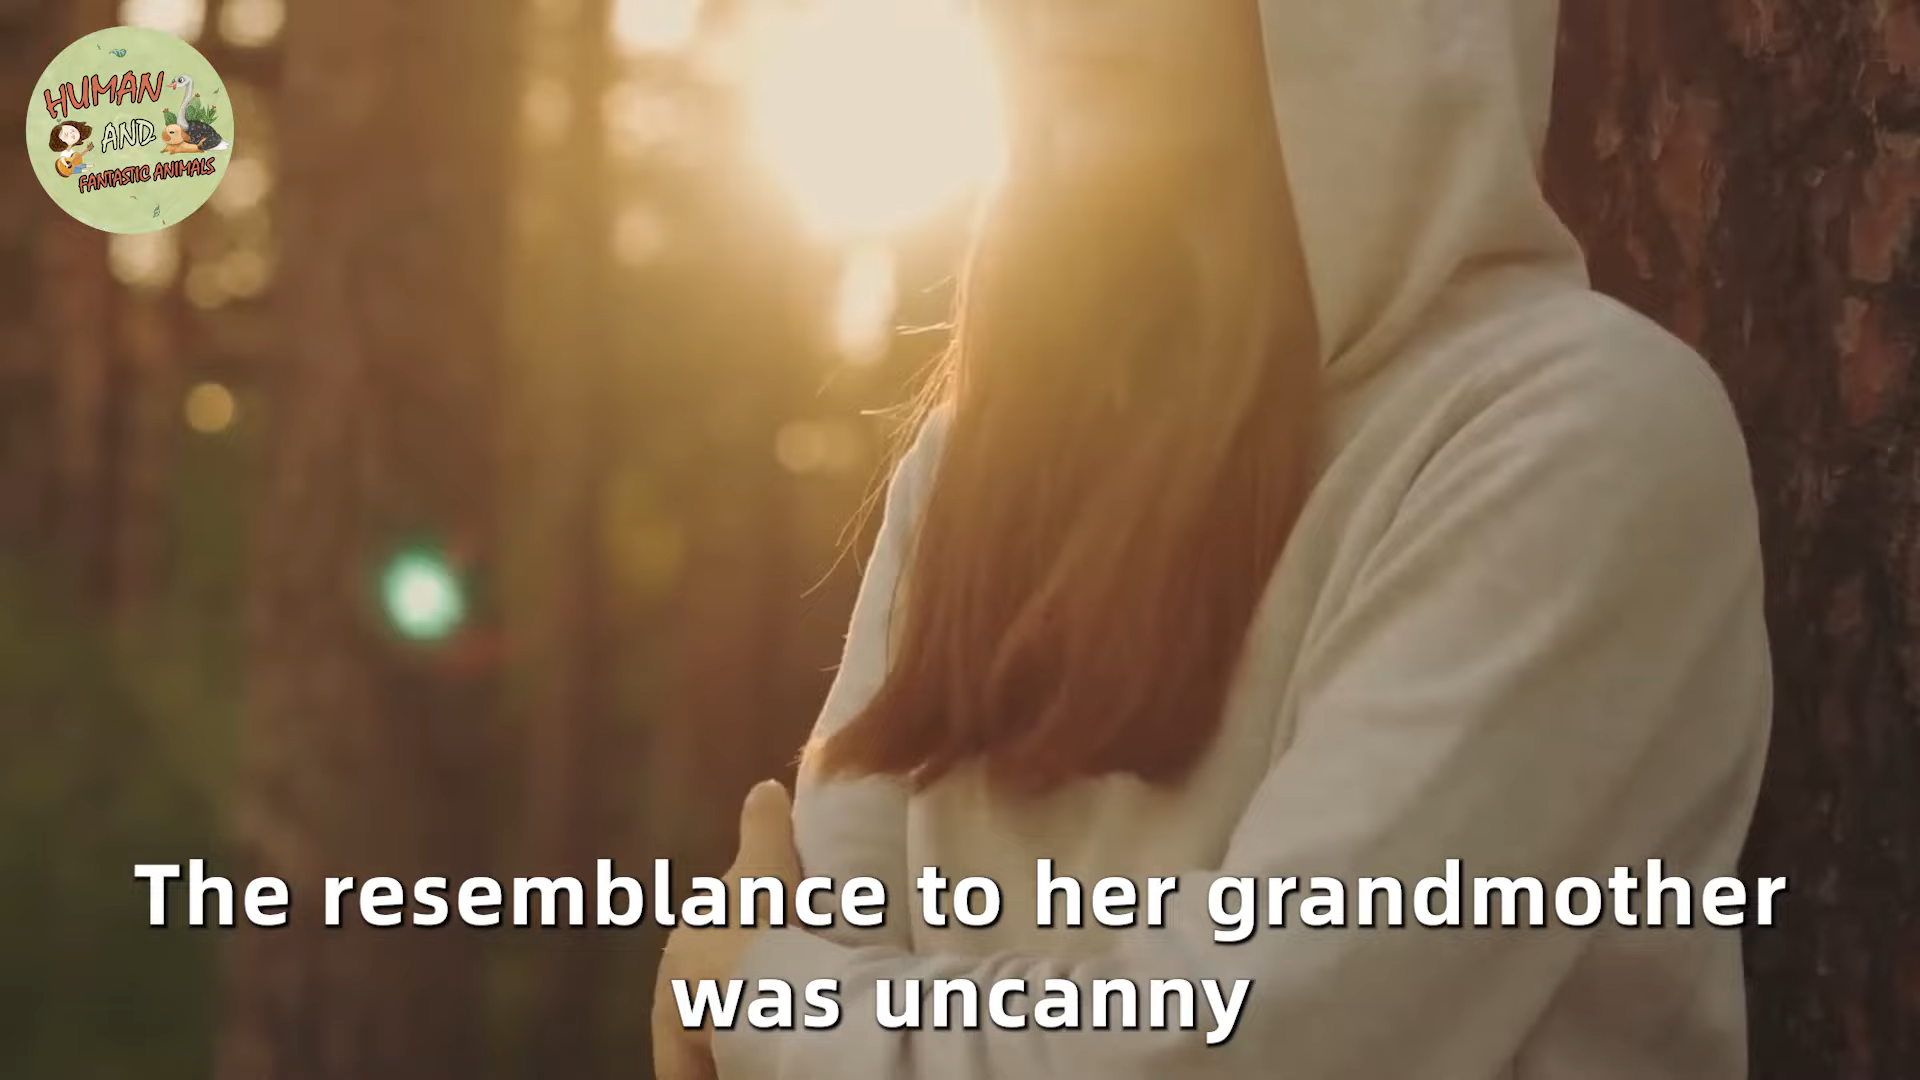 HUMAN
AND
FANTASTIC ANIMALS
The resemblance to her grandmother
was uncanny